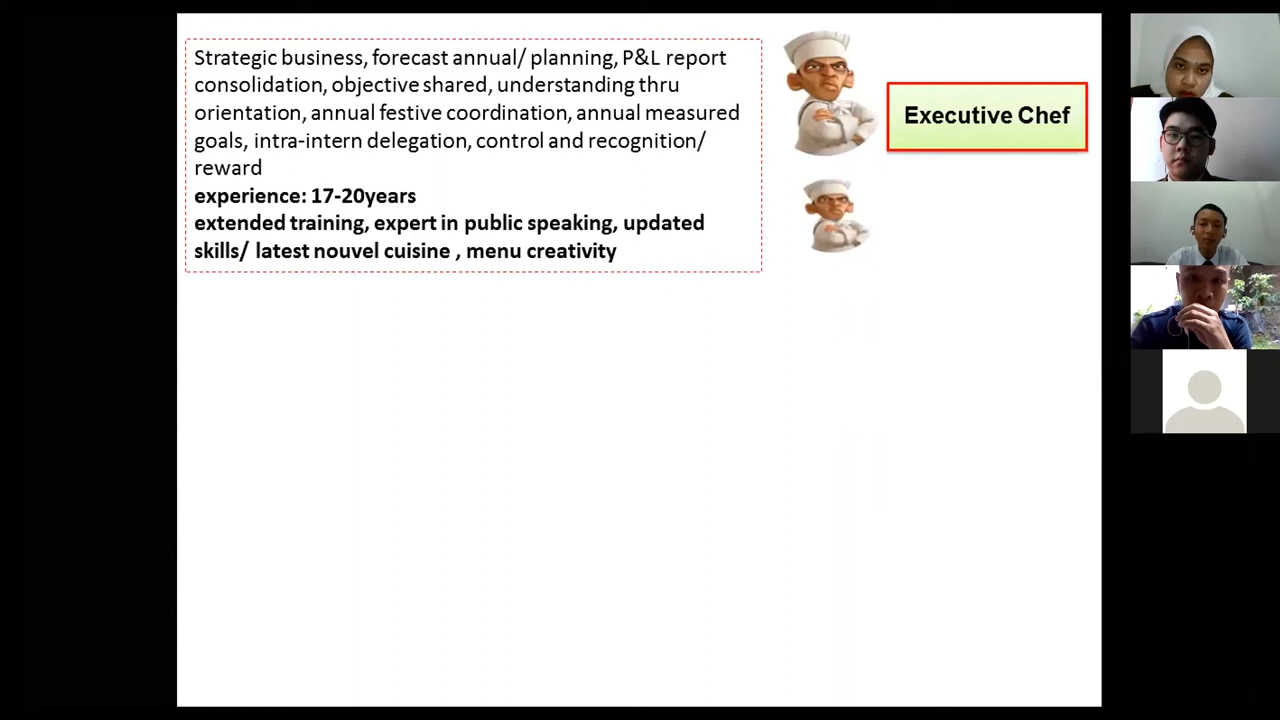 Strategic business, forecast annual/ planning, P&L report
consolidation, objective shared, understanding thru
orientation, annual festive coordination, annual measured
goals, intra-intern delegation, control and recognition/
reward
experience: 17-20years
extended training, expert in public speaking, updated
skills/ latest nouvel cuisine , menu creativity
Executive Chef